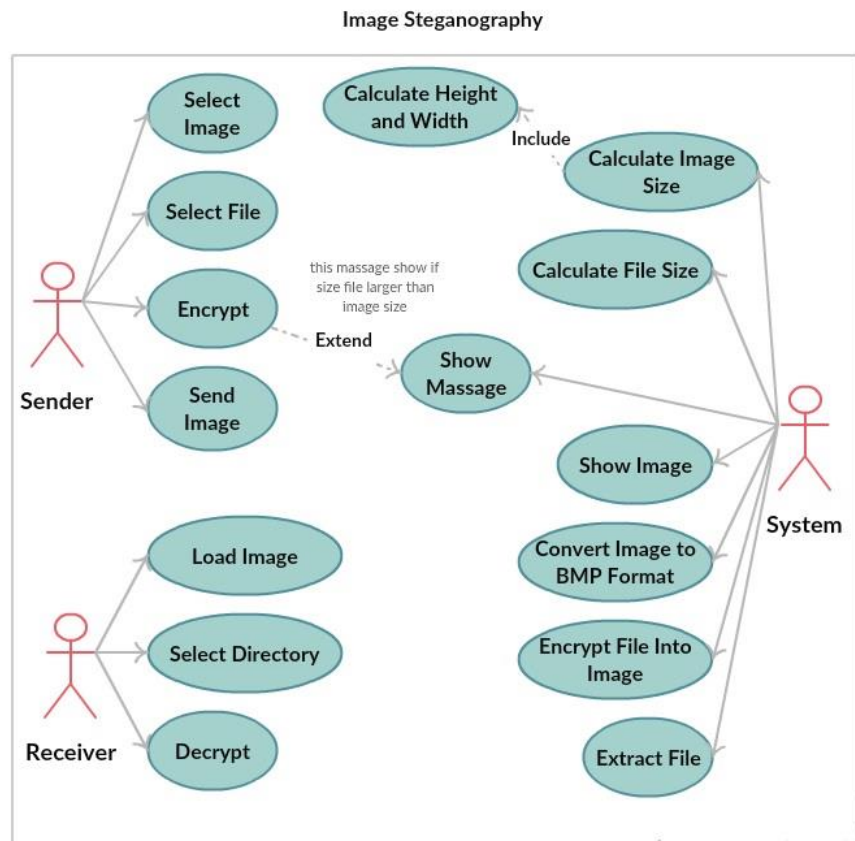 Image Steganography
Select
Image
Calculate Height
and Width
Include
Calculate Image
Size
Select File
Calculate File Size
this massage show if
size file larger than
image size
Encrypt
Extend
Show
Massage
Sender
Send
Image
Show Image
System
Load Image
Convert Image to
BMP Format
Select Directory
Encrypt File Into
Image
Receiver
Decrypt
Extract File